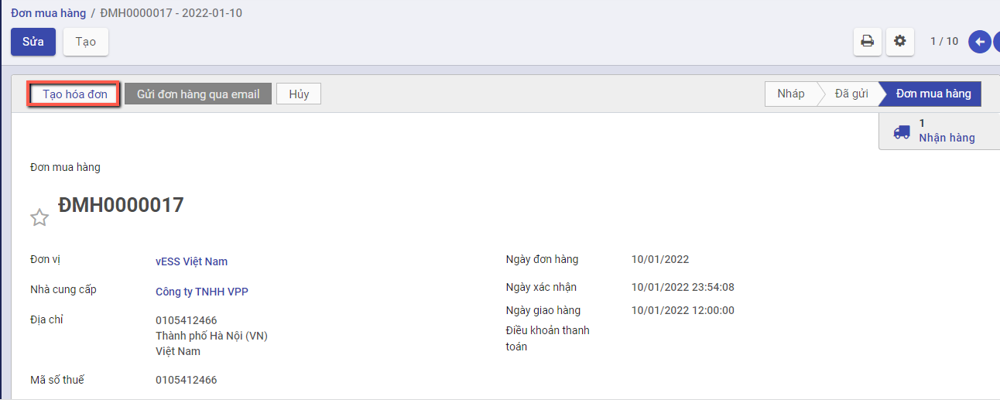 Đơn mua hàng / ĐMH0000017 - 2022-01-10
Sửa Tạo 1 / 10
Tạo hóa đơn Gửi đơn hàng qua email Hủy Nháp Đã gửi Đơn mua hàng
1
Nhận hàng
Đơn mua hàng
ĐMH0000017
Đơn vị vESS Việt Nam Ngày đơn hàng 10/01/2022
Nhà cung cấp Công ty TNHH VPP Ngày xác nhận 10/01/2022 23:54:08
Ngày giao hàng 10/01/2022 12:00:00
Địa chỉ 0105412466 Điều khoản thanh
Thành phố Hà Nội (VN) toán
Việt Nam
Mã số thuế 0105412466